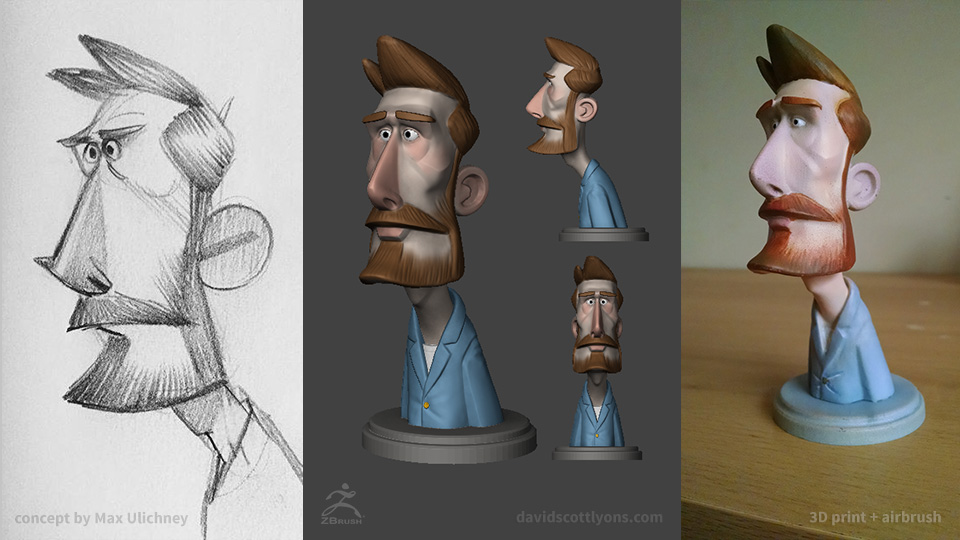 concept by Max Ulichney
ZBRUSH
davidscottlyons.com
3D print + airbrush